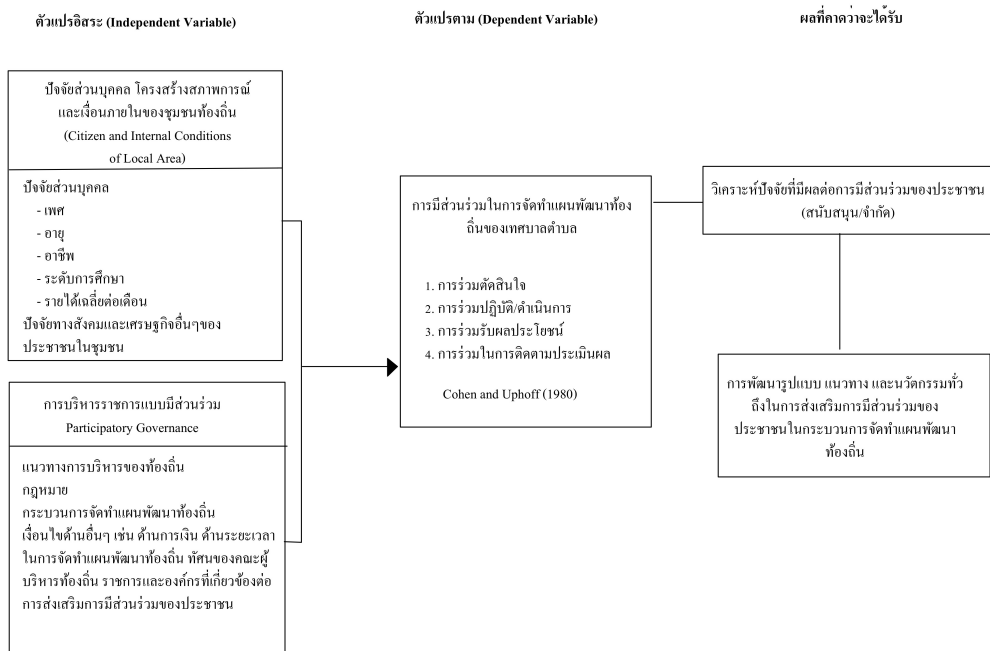 ตัวแปรอิสระ (Independent Variable)
ตัวแปรตาม (Dependent Variable)
ผลที่คาดว่าจะได้รับ
ปัจจัยส่วนบุคคล โครงสร้างสภาพการณ์
และเงื่อนภายในของชุมชนท้องถิ่น
(Citizen and Internal Conditions
of Local Area)
ปัจจัยส่วนบุคคล
- เพศ
- อายุ
- อาชีพ
- ระดับการศึกษา
- รายได้เฉลี่ยต่อเดือน
ปัจจัยทางสังคมและเศรษฐกิจอื่นๆของ
ประชาชนในชุมชน
การบริหารราชการแบบมีส่วนร่วม
Participatory Governance
แนวทางการบริหารของท้องถิ่น
กฎหมาย
กระบวนการจัดทำแผนพัฒนาท้องถิ่น
เงื่อนไขด้านอื่นๆ เช่น ด้านการเงิน ด้านระยะเวลา
ในการจัดทำแผนพัฒนาท้องถิ่น ทัศนของคณะผู้
บริหารท้องถิ่น ราชการและองค์กรที่เกี่ยวข้องต่อ
การส่งเสริมการมีส่วนร่วมของประชาชน
การมีส่วนร่วมในการจัดทำแผนพัฒนาท้อง
ถิ่นของเทศบาลตำบล
1. การร่วมตัดสินใจ
2. การร่วมปฏิบัติ/ดำเนินการ
3. การร่วมรับผลประโยชน์
4. การร่วมในการติดตามประเมินผล
Cohen and Uphoff (1980)
วิเคราะห์ปัจจัยที่มีผลต่อการมีส่วนร่วมของประชาชน
(สนับสนุน/จำกัด)
การพัฒนารูปแบบ แนวทาง และนวัตกรรมทั่ว
ถึงในการส่งเสริมการมีส่วนร่วมของ
ประชาชนในกระบวนการจัดทำแผนพัฒนา
ท้องถิ่น